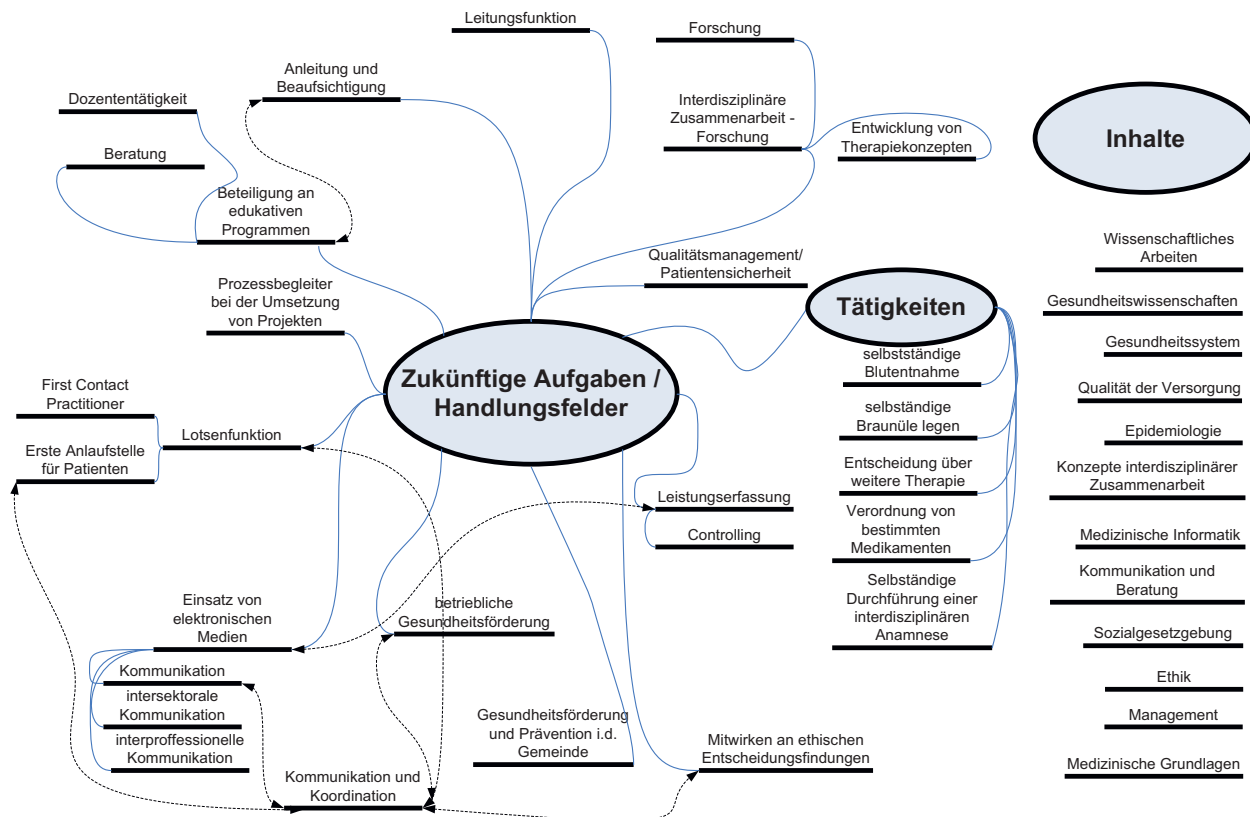 Leitungsfunktion
Forschung
Anleitung und
Beaufsichtigung
Dozententätigkeit
Interdisziplinäre
Zusammenarbeit -
Forschung
Entwicklung von
Therapiekonzepten
Inhalte
Beratung
Beteiligung an
edukativen
Programmen
Qualitätsmanagement/
Patientensicherheit
Prozessbegleiter
bei der Umsetzung
von Projekten
Tätigkeiten
Zukünftige Aufgaben /
Handlungsfelder
First Contact
Practitioner
Lotsenfunktion
Erste Anlaufstelle
für Patienten
selbstständige
Blutentnahme
selbständige
Braunüle legen
Entscheidung über
weitere Therapie
Verordnung von
bestimmten
Medikamenten
Selbständige
Durchführung einer
interdisziplinären
Anamnese
Leistungserfassung
Controlling
Einsatz von
elektronischen
Medien
betriebliche
Gesundheitsförderung
Kommunikation
intersektorale
Kommunikation
interproffessionelle
Kommunikation
Gesundheitsförderung
und Prävention i.d.
Gemeinde
Mitwirken an ethischen
Entscheidungsfindungen
Kommunikation und
Koordination
Wissenschaftliches
Arbeiten
Gesundheitswissenschaften
Gesundheitssystem
Qualität der Versorgung
Epidemiologie
Konzepte interdisziplinärer
Zusammenarbeit
Medizinische Informatik
Kommunikation und
Beratung
Sozialgesetzgebung
Ethik
Management
Medizinische Grundlagen